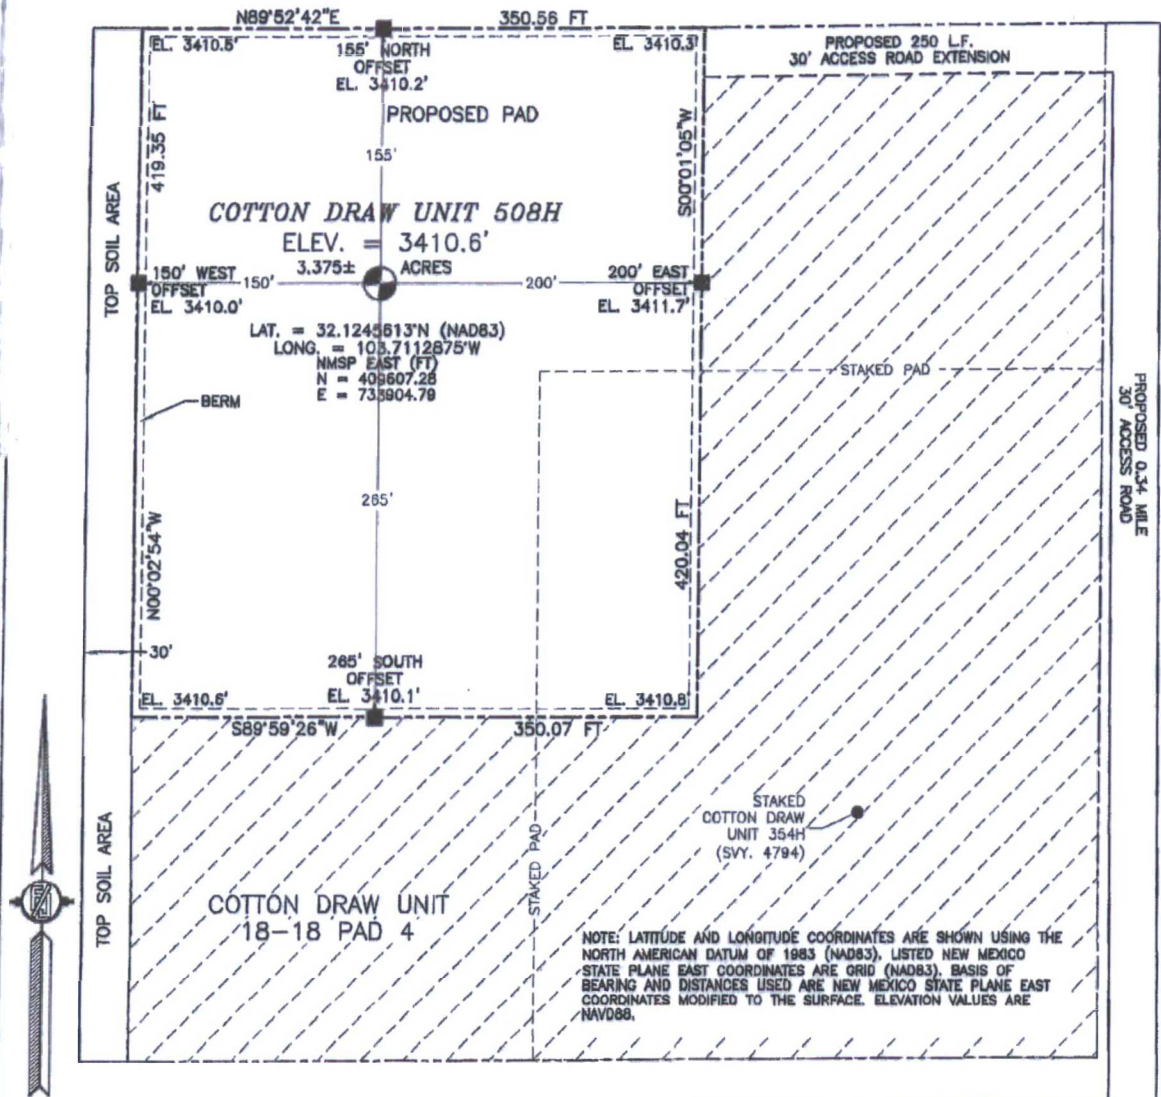 N89°52'42"E
350.56 FT
EL. 3410.5'
155' NORTH
OFFSET
EL. 3410.2'
EL. 3410.3'
PROPOSED 250 L.F.
30' ACCESS ROAD EXTENSION
PROPOSED PAD
419.35 FT
155'
S00°01'05"W
TOP SOIL AREA
COTTON DRAW UNIT 508H
ELEV. = 3410.6'
3.375± ACRES
150' WEST
OFFSET
EL. 3410.0'
150'
200'
200' EAST
OFFSET
EL. 3411.7'
LAT. = 32.1245613°N (NAD83)
LONG. = 103.7112875°W
NMSP EAST (FT)
N = 409607.28
E = 733904.79
STAKED PAD
BERM
PROPOSED 0.34 MILE
30' ACCESS ROAD
265'
N00°02'54"W
420.04 FT
30'
265' SOUTH
OFFSET
EL. 3410.1'
EL. 3410.6'
EL. 3410.8'
S89°59'26"W
350.07 FT
STAKED
COTTON DRAW
UNIT 354H
(SVY. 4794)
STAKED PAD
TOP SOIL AREA
COTTON DRAW UNIT
18-18 PAD 4
NOTE: LATITUDE AND LONGITUDE COORDINATES ARE SHOWN USING THE
NORTH AMERICAN DATUM OF 1983 (NAD83). LISTED NEW MEXICO
STATE PLANE EAST COORDINATES ARE GRID (NAD83). BASIS OF
BEARING AND DISTANCES USED ARE NEW MEXICO STATE PLANE EAST
COORDINATES MODIFIED TO THE SURFACE. ELEVATION VALUES ARE
NAVD88.